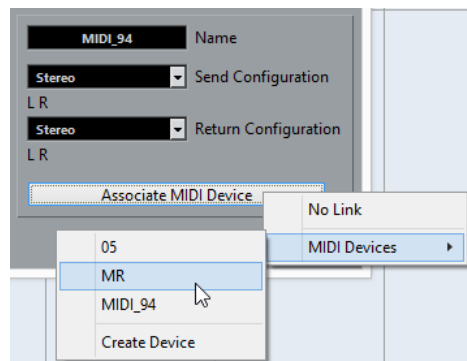 MIDI_94 Name
Stereo Send Configuration
L R
Stereo Return Configuration
L R
Associate MIDI Device
No Link
MIDI Devices
05
MR
MIDI_94
Create Device